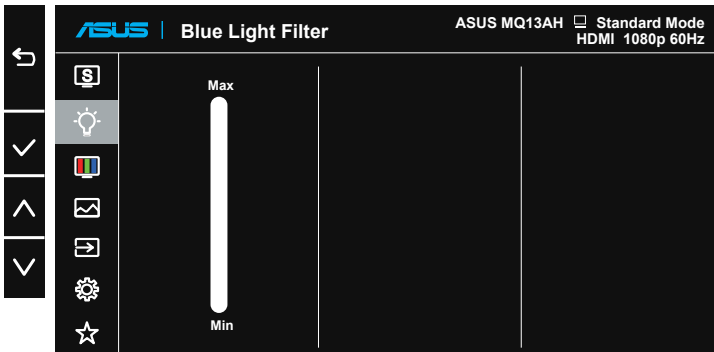 ASUS | Blue Light Filter
ASUS MQ13AH Standard Mode
HDMI 1080p 60Hz
S
Max
Min